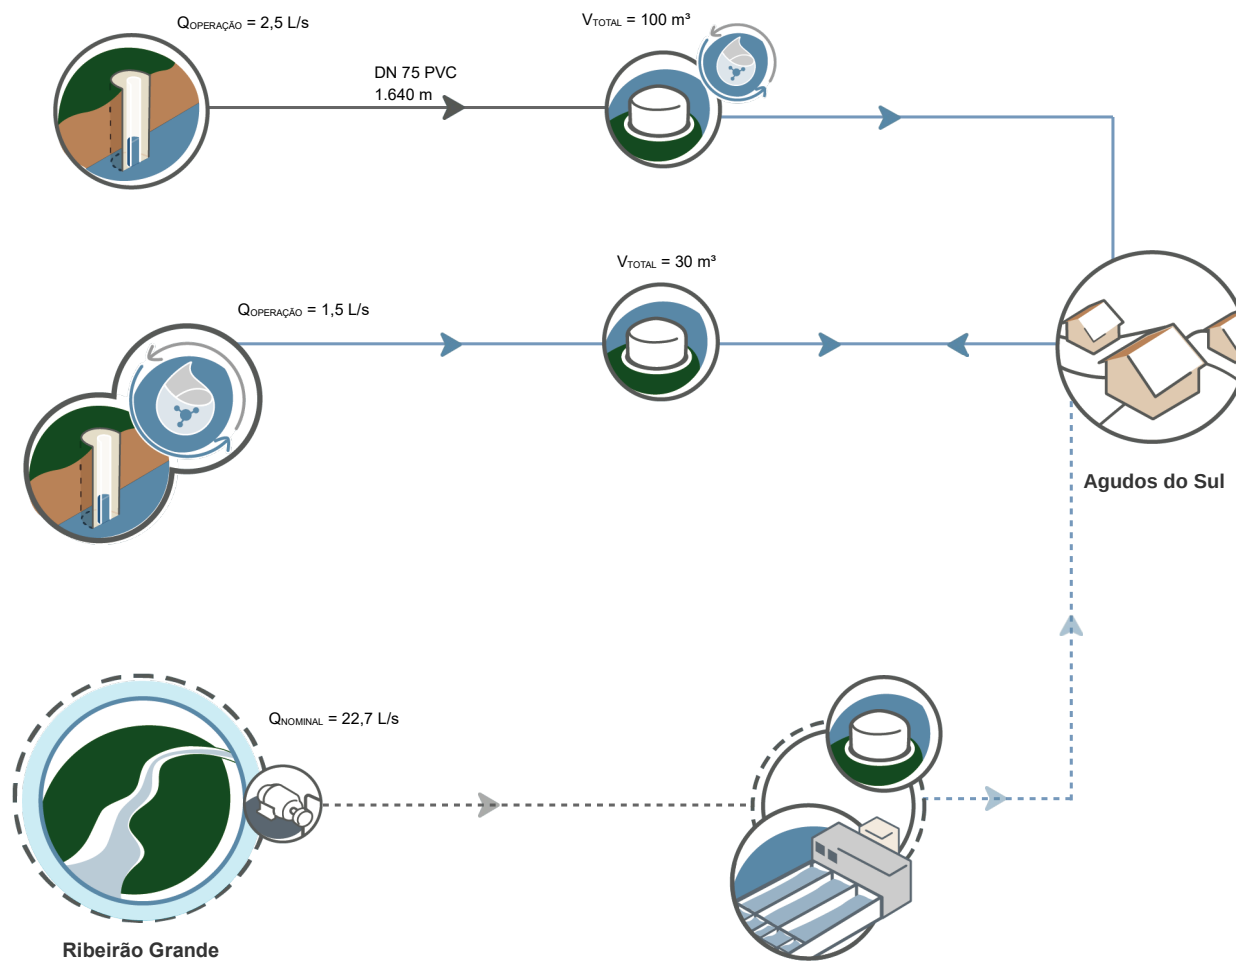 QOPERAÇÃO = 2,5 L/s
VTOTAL = 100 m³
DN 75 PVC
1.640 m
VTOTAL = 30 m³
QOPERAÇÃO = 1,5 L/s
Agudos do Sul
QNOMINAL = 22,7 L/s
Ribeirão Grande